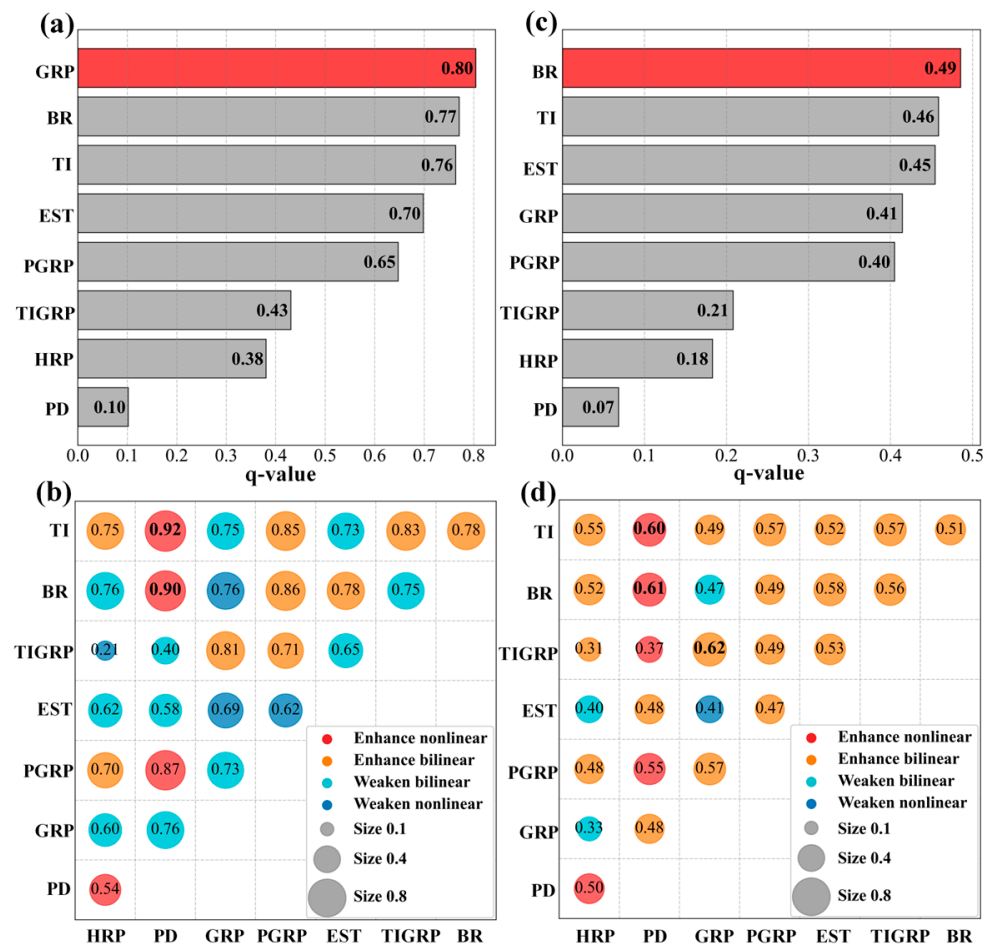 (a)
GRP 0.80
BR 0.77
TI 0.76
EST 0.70
PGRP 0.65
TIGRP 0.43
HRP 0.38
PD 0.10
0.0 0.1 0.2 0.3 0.4 0.5 0.6 0.7 0.8
q-value
(c)
BR 0.49
TI 0.46
EST 0.45
GRP 0.41
PGRP 0.40
TIGRP 0.21
HRP 0.18
PD 0.07
0.0 0.1 0.2 0.3 0.4 0.5
q-value
(b)
TI 0.75 0.92 0.75 0.85 0.73 0.83 0.78
BR 0.76 0.90 0.76 0.86 0.78 0.75
TIGRP 0.21 0.40 0.81 0.71 0.65
EST 0.62 0.58 0.69 0.62
PGRP 0.70 0.87 0.73
GRP 0.60 0.76
PD 0.54
HRP PD GRP PGRP EST TIGRP BR
Enhance nonlinear
Enhance bilinear
Weaken bilinear
Weaken nonlinear
Size 0.1
Size 0.4
Size 0.8
(d)
TI 0.55 0.60 0.49 0.57 0.52 0.57 0.51
BR 0.52 0.61 0.47 0.49 0.58 0.56
TIGRP 0.31 0.37 0.62 0.49 0.53
EST 0.40 0.48 0.41 0.47
PGRP 0.48 0.55 0.57
GRP 0.33 0.48
PD 0.50
HRP PD GRP PGRP EST TIGRP BR
Enhance nonlinear
Enhance bilinear
Weaken bilinear
Weaken nonlinear
Size 0.1
Size 0.4
Size 0.8